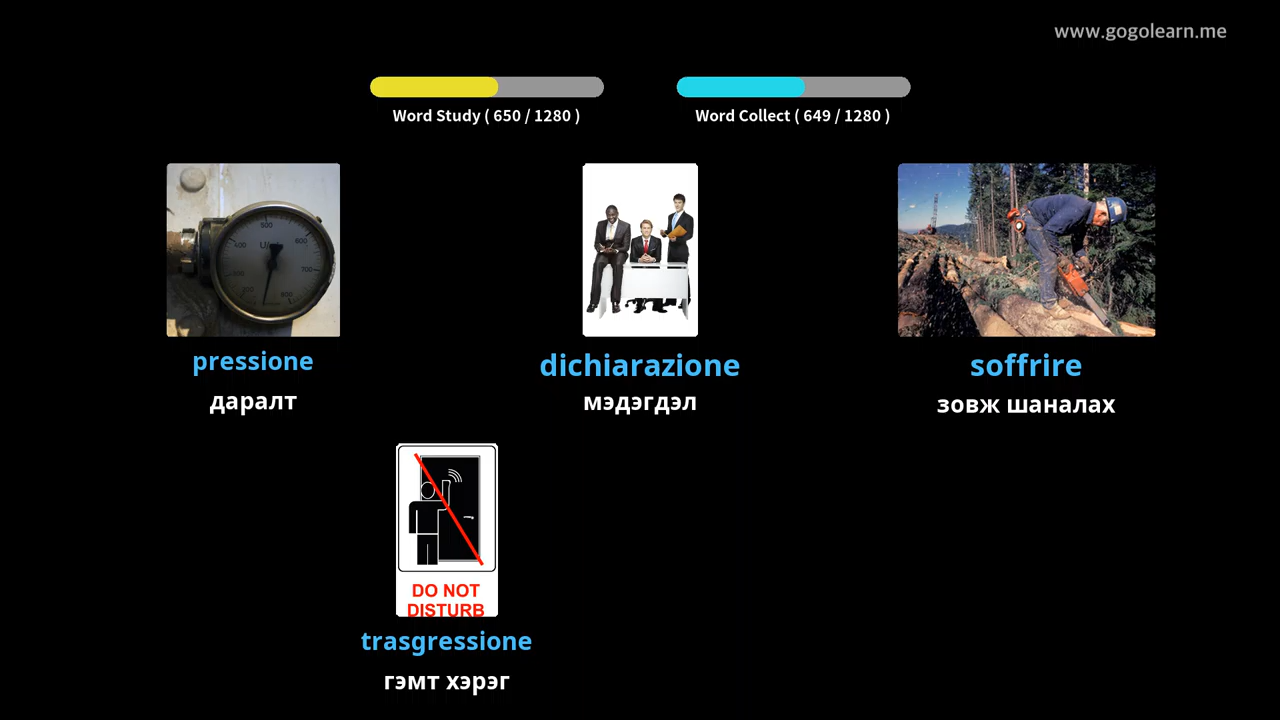 www.gogolearn.me
Word Study ( 650 / 1280 )
Word Collect ( 649 / 1280 )
pressione
dichiarazione
soffrire
даралт
мэдэгдэл
зовж шаналах
DO NOT
DISTURB
trasgressione
гэмт хэрэг